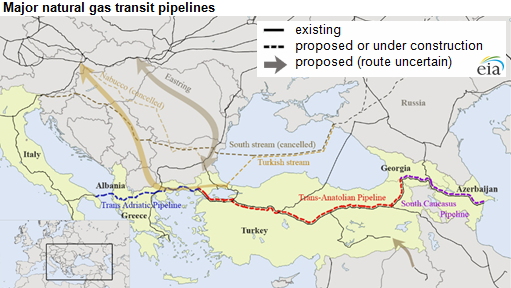 Major natural gas transit pipelines
existing
proposed or under construction
proposed (route uncertain)
eia
Nabucco (cancelled)
Eastring
Russia
South stream (cancelled)
Turkish stream
Italy
Albania
Trans Adriatic Pipeline
Greece
Turkey
Trans-Anatolian Pipeline
Georgia
Azerbaijan
South Caucasus
Pipeline